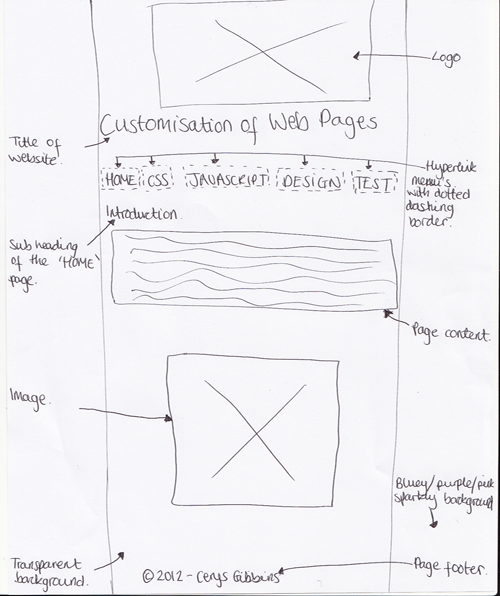 Logo
Customisation of Web Pages
Title of
website.
Hyperlink
menu's
with dotted
dashing
border.
HOME CSS JAVASCRIPT DESIGN TEST
Introduction.
Sub heading
of the 'HOME'
page.
Page content.
Image.
Bluey/purple/pink
sparkly background
Transparent
background.
Page footer.
©2012 - Cerys Gibbins